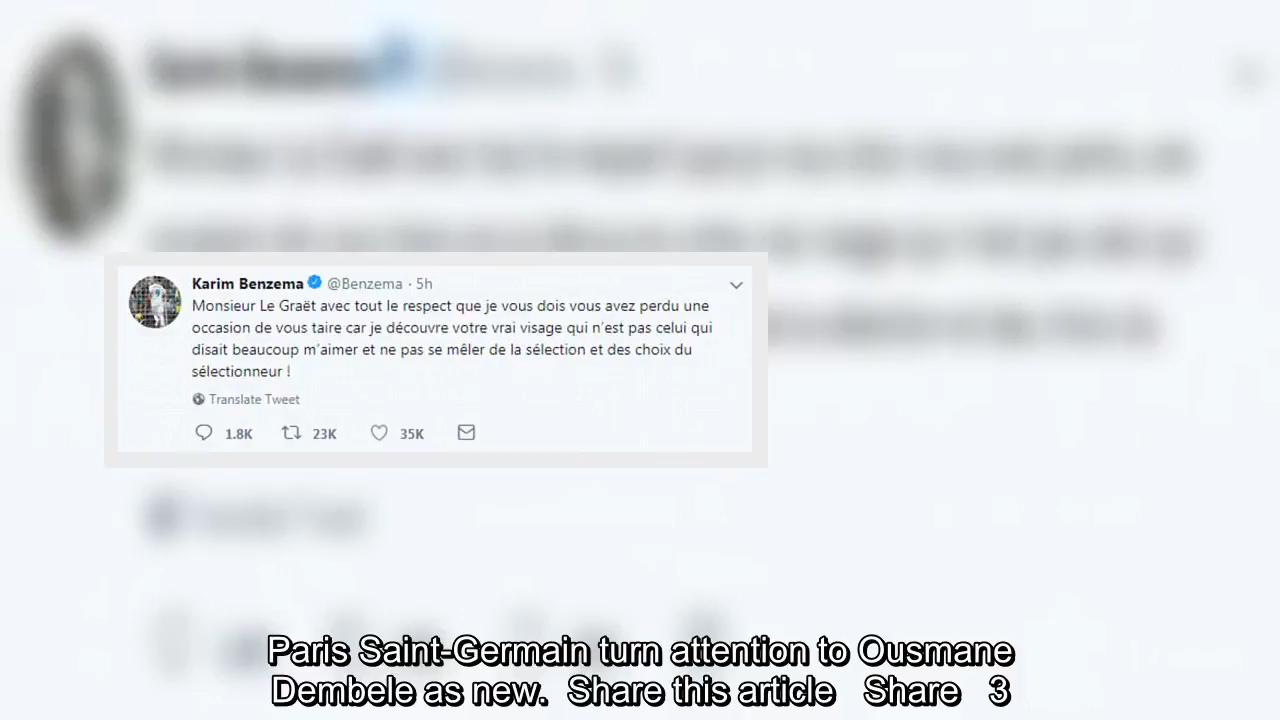 Karim Benzema @Benzema · 5h
Monsieur Le Graët avec tout le respect que je vous dois vous avez perdu une
occasion de vous taire car je découvre votre vrai visage qui n'est pas celui qui
disait beaucoup m'aimer et ne pas se mêler de la sélection et des choix du
sélectionneur !
Translate Tweet
1.8K 23K 35K
Paris Saint-Germain turn attention to Ousmane
Dembele as new. Share this article Share 3